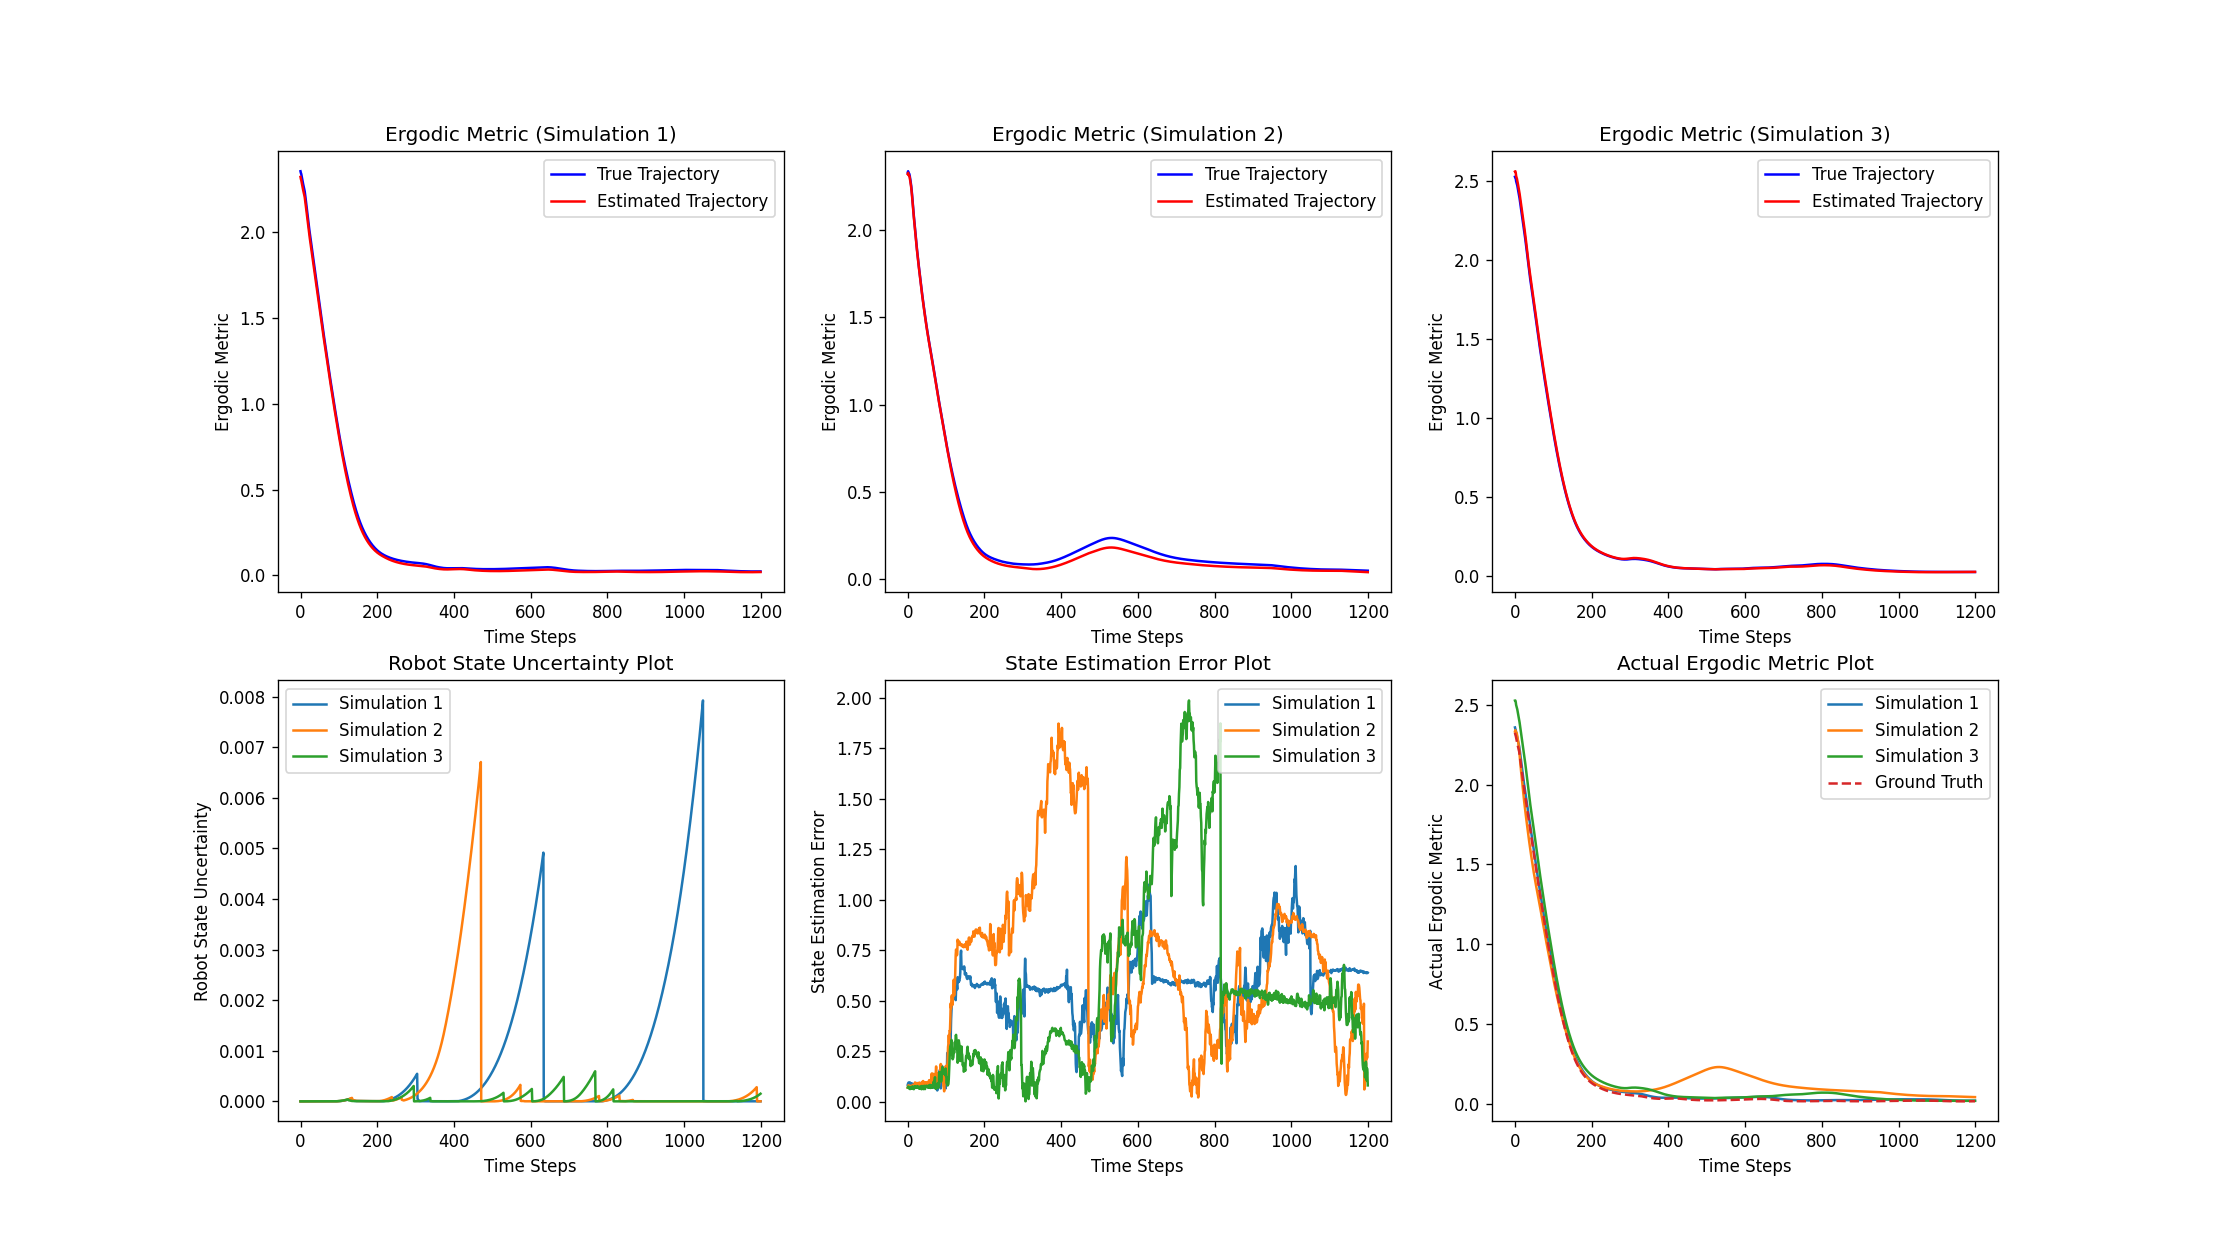 Ergodic Metric (Simulation 1)
True Trajectory
Estimated Trajectory
2.0
1.5
1.0
0.5
0.0
Ergodic Metric
0 200 400 600 800 1000 1200
Time Steps
Ergodic Metric (Simulation 2)
True Trajectory
Estimated Trajectory
2.0
1.5
1.0
0.5
0.0
Ergodic Metric
0 200 400 600 800 1000 1200
Time Steps
Ergodic Metric (Simulation 3)
True Trajectory
Estimated Trajectory
2.5
2.0
1.5
1.0
0.5
0.0
Ergodic Metric
0 200 400 600 800 1000 1200
Time Steps
Robot State Uncertainty Plot
Simulation 1
Simulation 2
Simulation 3
0.008
0.007
0.006
0.005
0.004
0.003
0.002
0.001
0.000
Robot State Uncertainty
0 200 400 600 800 1000 1200
Time Steps
State Estimation Error Plot
Simulation 1
Simulation 2
Simulation 3
2.00
1.75
1.50
1.25
1.00
0.75
0.50
0.25
0.00
State Estimation Error
0 200 400 600 800 1000 1200
Time Steps
Actual Ergodic Metric Plot
Simulation 1
Simulation 2
Simulation 3
Ground Truth
2.5
2.0
1.5
1.0
0.5
0.0
Actual Ergodic Metric
0 200 400 600 800 1000 1200
Time Steps